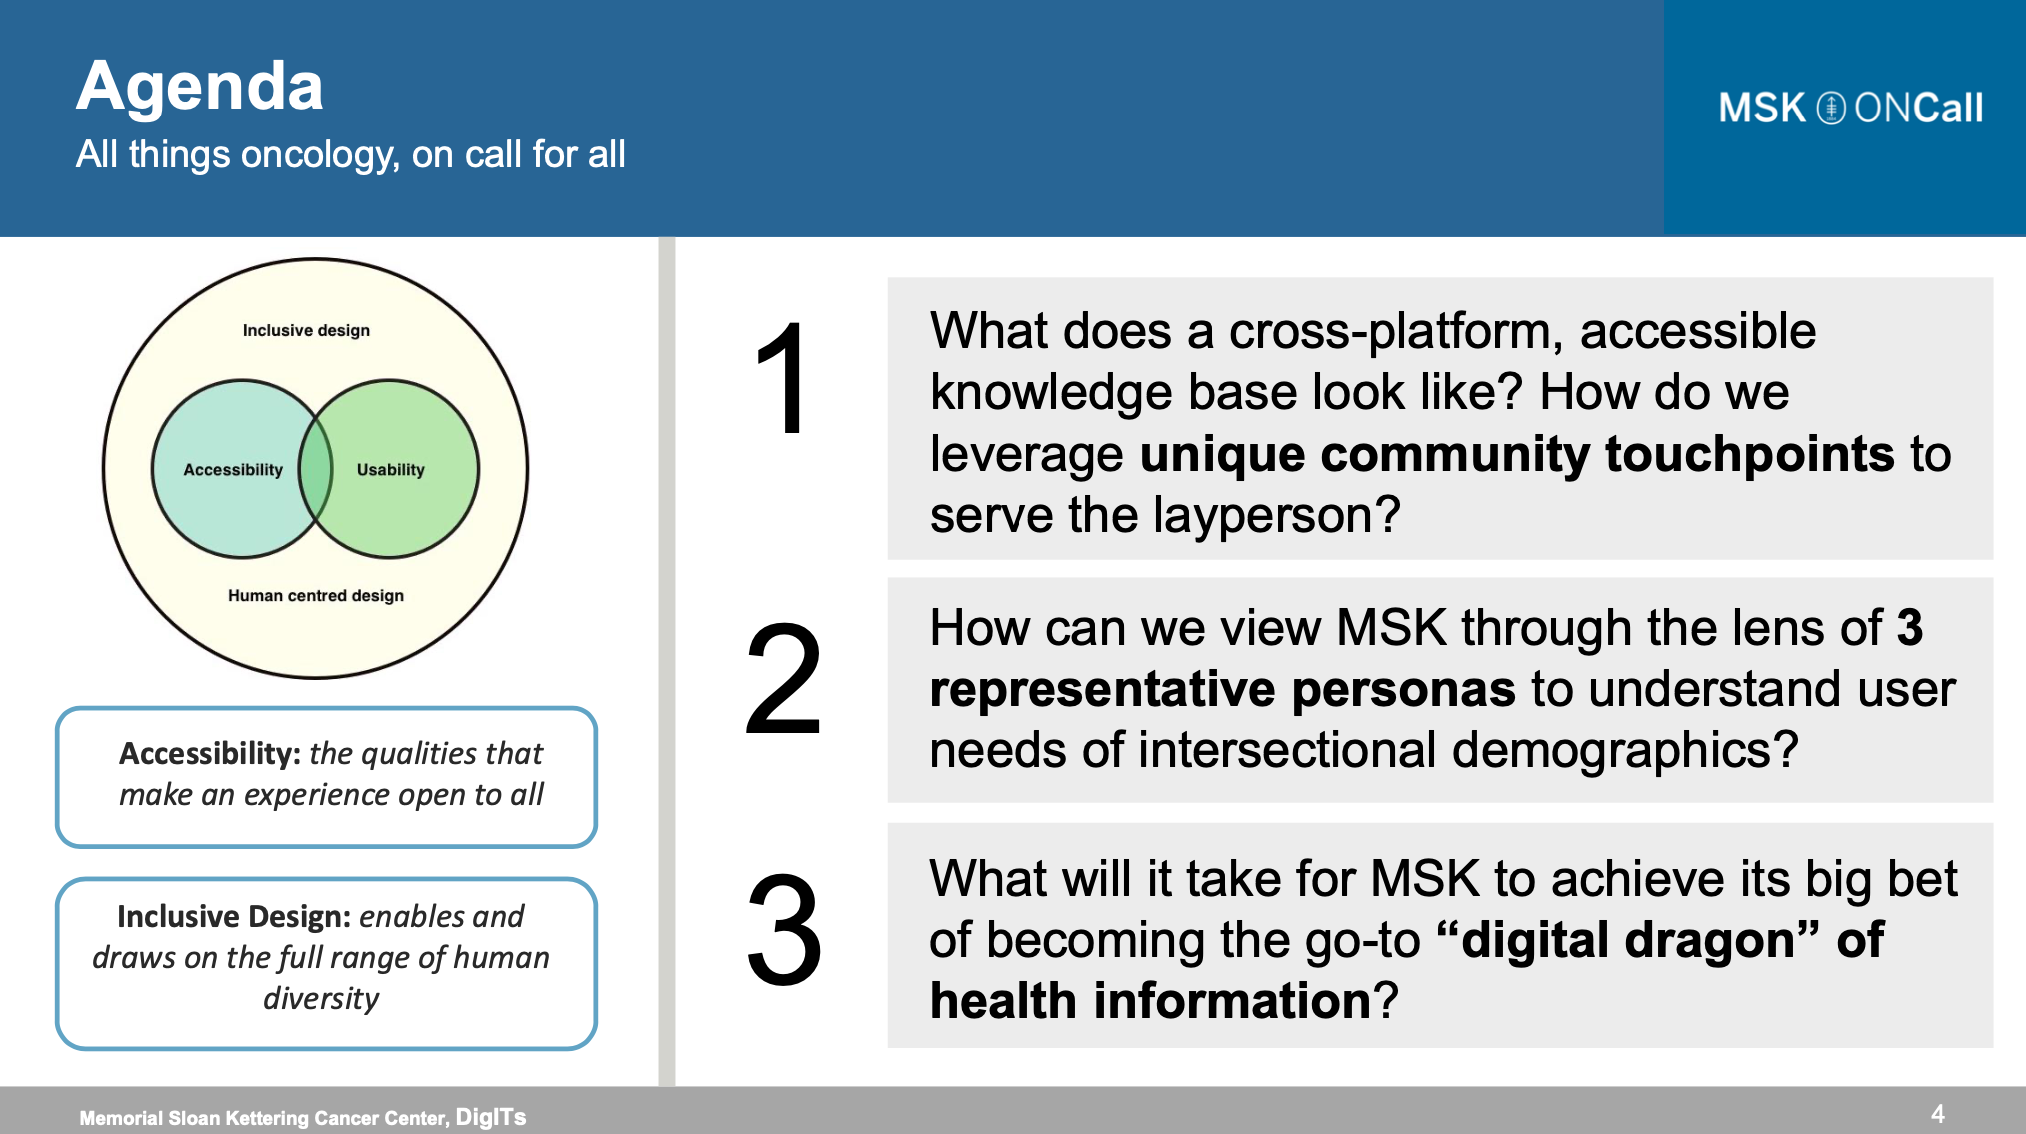 Agenda
All things oncology, on call for all
MSK ONCall
Inclusive design
Accessibility
Usability
Human centred design
Accessibility: the qualities that
make an experience open to all
Inclusive Design: enables and
draws on the full range of human
diversity
1
What does a cross-platform, accessible
knowledge base look like? How do we
leverage unique community touchpoints to
serve the layperson?
2
How can we view MSK through the lens of 3
representative personas to understand user
needs of intersectional demographics?
3
What will it take for MSK to achieve its big bet
of becoming the go-to “digital dragon” of
health information?
Memorial Sloan Kettering Cancer Center, DigITs
4